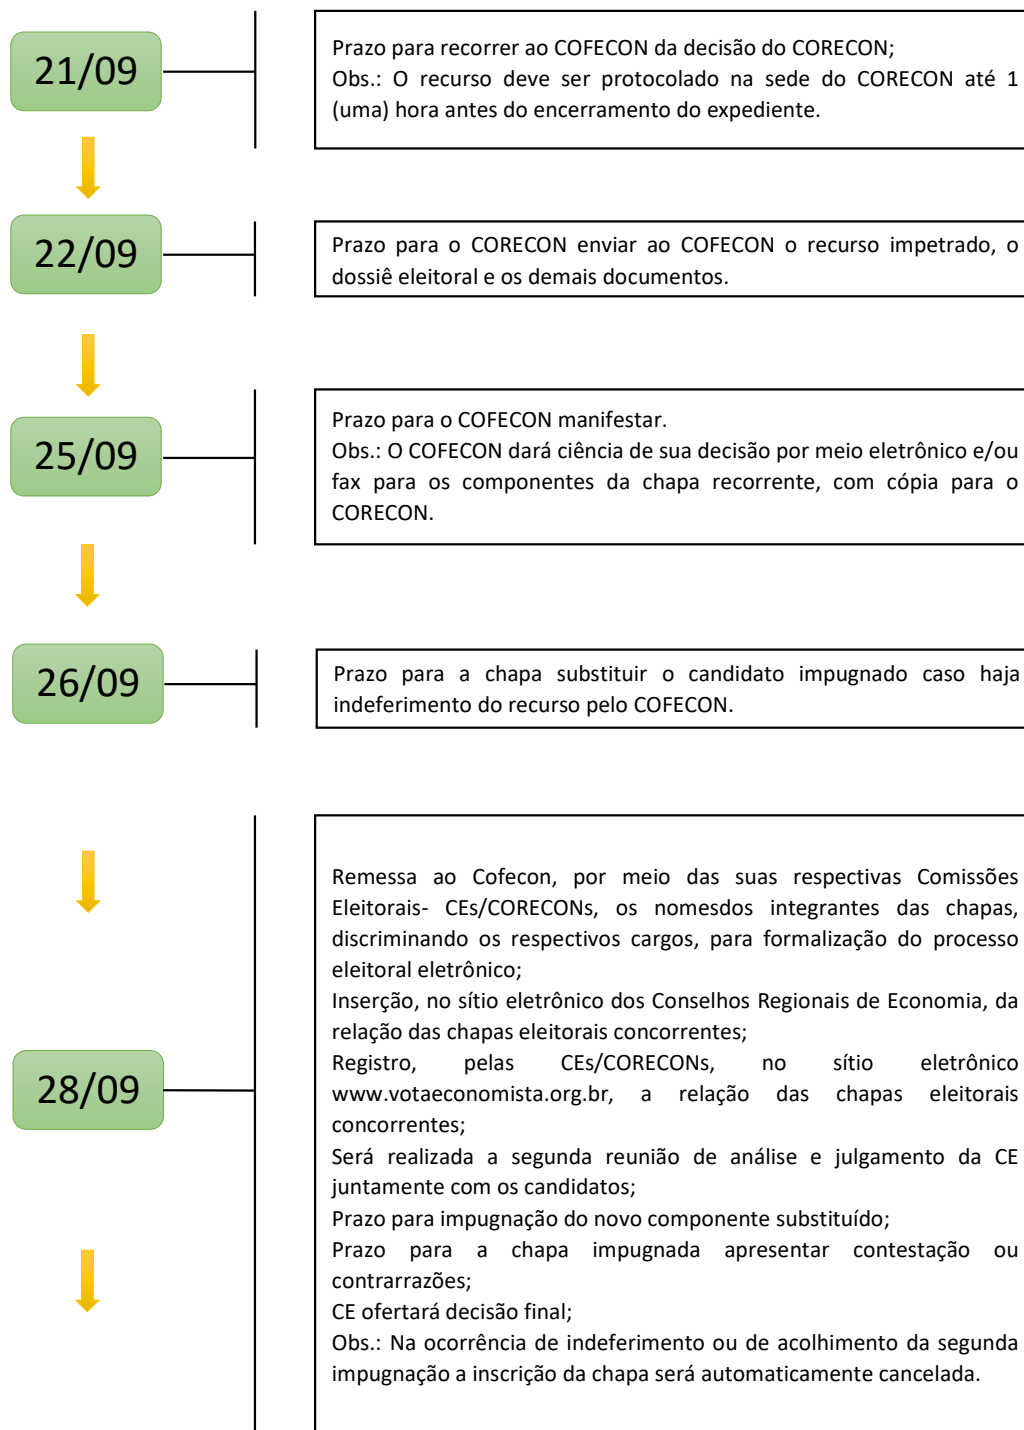 21/09
Prazo para recorrer ao COFECON da decisão do CORECON;
Obs.: O recurso deve ser protocolado na sede do CORECON até 1
(uma) hora antes do encerramento do expediente.
22/09
Prazo para o CORECON enviar ao COFECON o recurso impetrado, o
dossiê eleitoral e os demais documentos.
25/09
Prazo para o COFECON manifestar.
Obs.: O COFECON dará ciência de sua decisão por meio eletrônico e/ou
fax para os componentes da chapa recorrente, com cópia para o
CORECON.
26/09
Prazo para a chapa substituir o candidato impugnado caso haja
indeferimento do recurso pelo COFECON.
28/09
Remessa ao Cofecon, por meio das suas respectivas Comissões
Eleitorais- CEs/CORECONs, os nomesdos integrantes das chapas,
discriminando os respectivos cargos, para formalização do processo
eleitoral eletrônico;
Inserção, no sítio eletrônico dos Conselhos Regionais de Economia, da
relação das chapas eleitorais concorrentes;
Registro, pelas CEs/CORECONs, no sítio eletrônico
www.votaeconomista.org.br, a relação das chapas eleitorais
concorrentes;
Será realizada a segunda reunião de análise e julgamento da CE
juntamente com os candidatos;
Prazo para impugnação do novo componente substituído;
Prazo para a chapa impugnada apresentar contestação ou
contrarrazões;
CE ofertará decisão final;
Obs.: Na ocorrência de indeferimento ou de acolhimento da segunda
impugnação a inscrição da chapa será automaticamente cancelada.